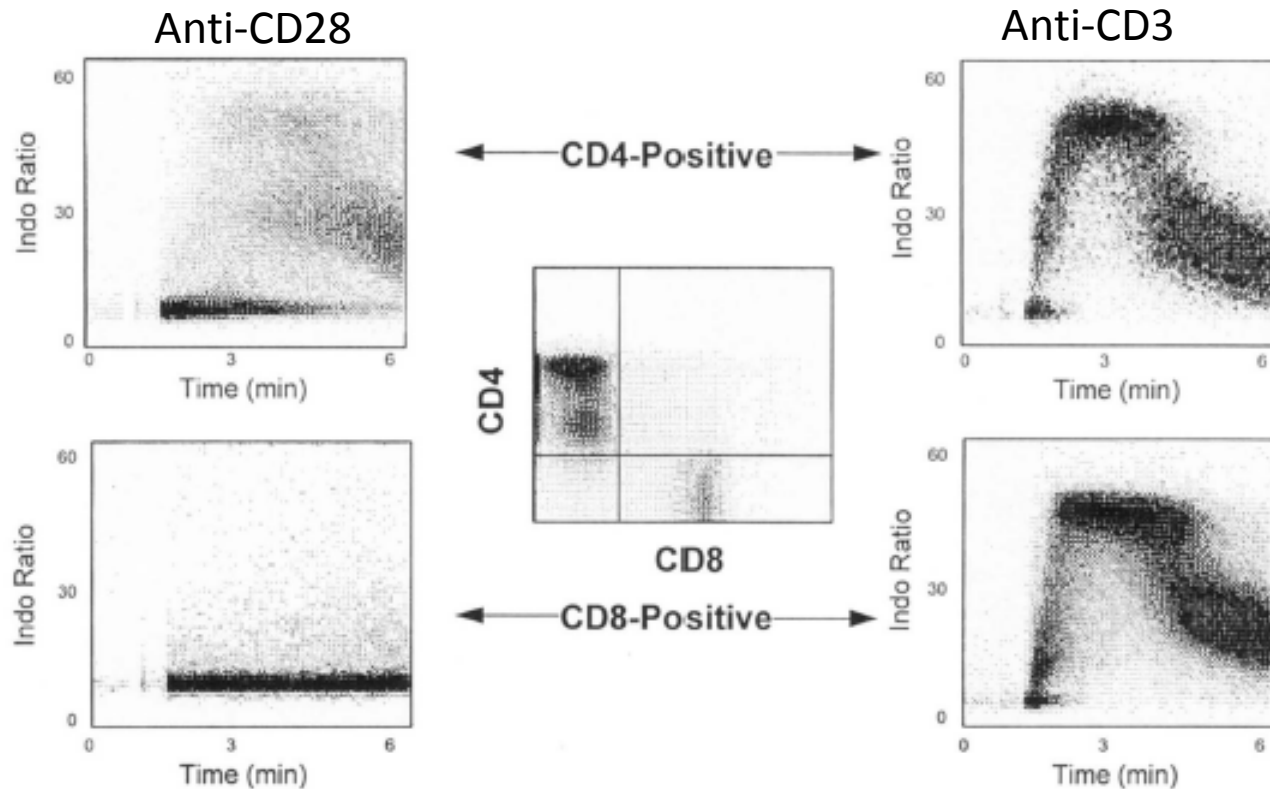 Anti-CD28
Anti-CD3
60
30
0
Indo Ratio
0 3 6
Time (min)
CD4-Positive
60
30
0
Indo Ratio
0 3 6
Time (min)
CD4
CD8
60
30
0
Indo Ratio
0 3 6
Time (min)
CD8-Positive
60
30
0
Indo Ratio
0 3 6
Time (min)